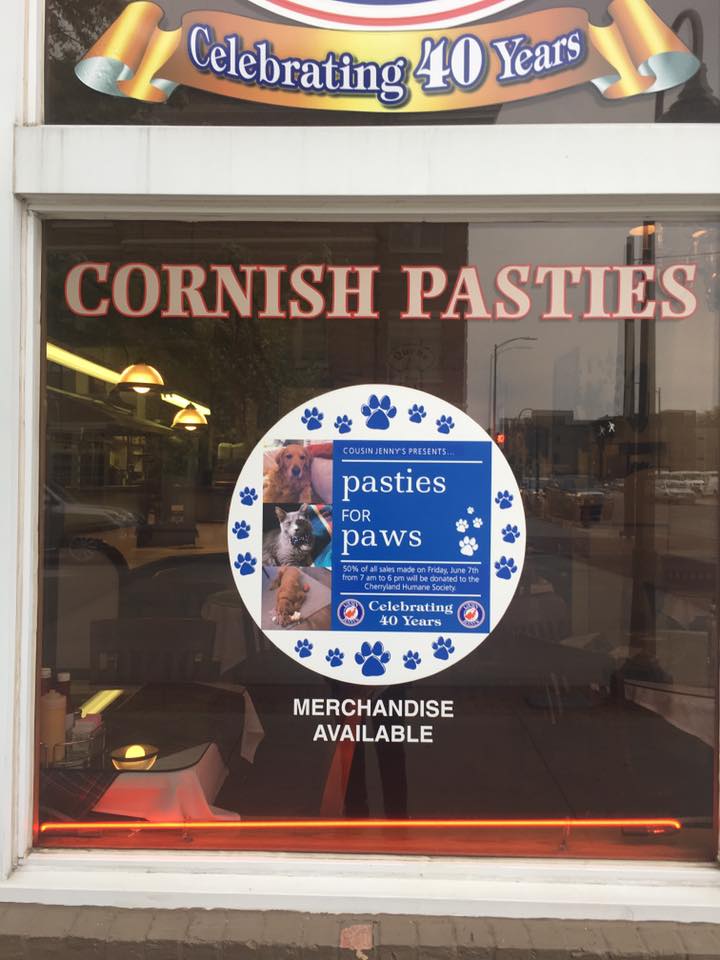 Celebrating 40 Years
CORNISH PASTIES
COUSIN JENNY'S PRESENTS...
pasties
FOR
paws
50% of all sales made on Friday, June 7th
from 7 am to 6 pm will be donated to the
Cherryland Humane Society.
Celebrating
40 Years
MERCHANDISE
AVAILABLE